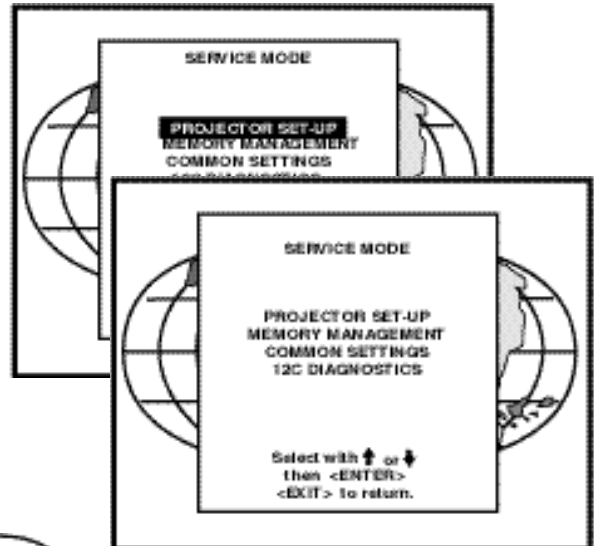 SERVICE MODE
PROJECTOR SET-UP
MEMORY MANAGEMENT
COMMON SETTINGS
SERVICE MODE
PROJECTOR SET-UP
MEMORY MANAGEMENT
COMMON SETTINGS
12C DIAGNOSTICS
Select with ⬆ or ⬇
then <ENTER>
<EXIT> to return.